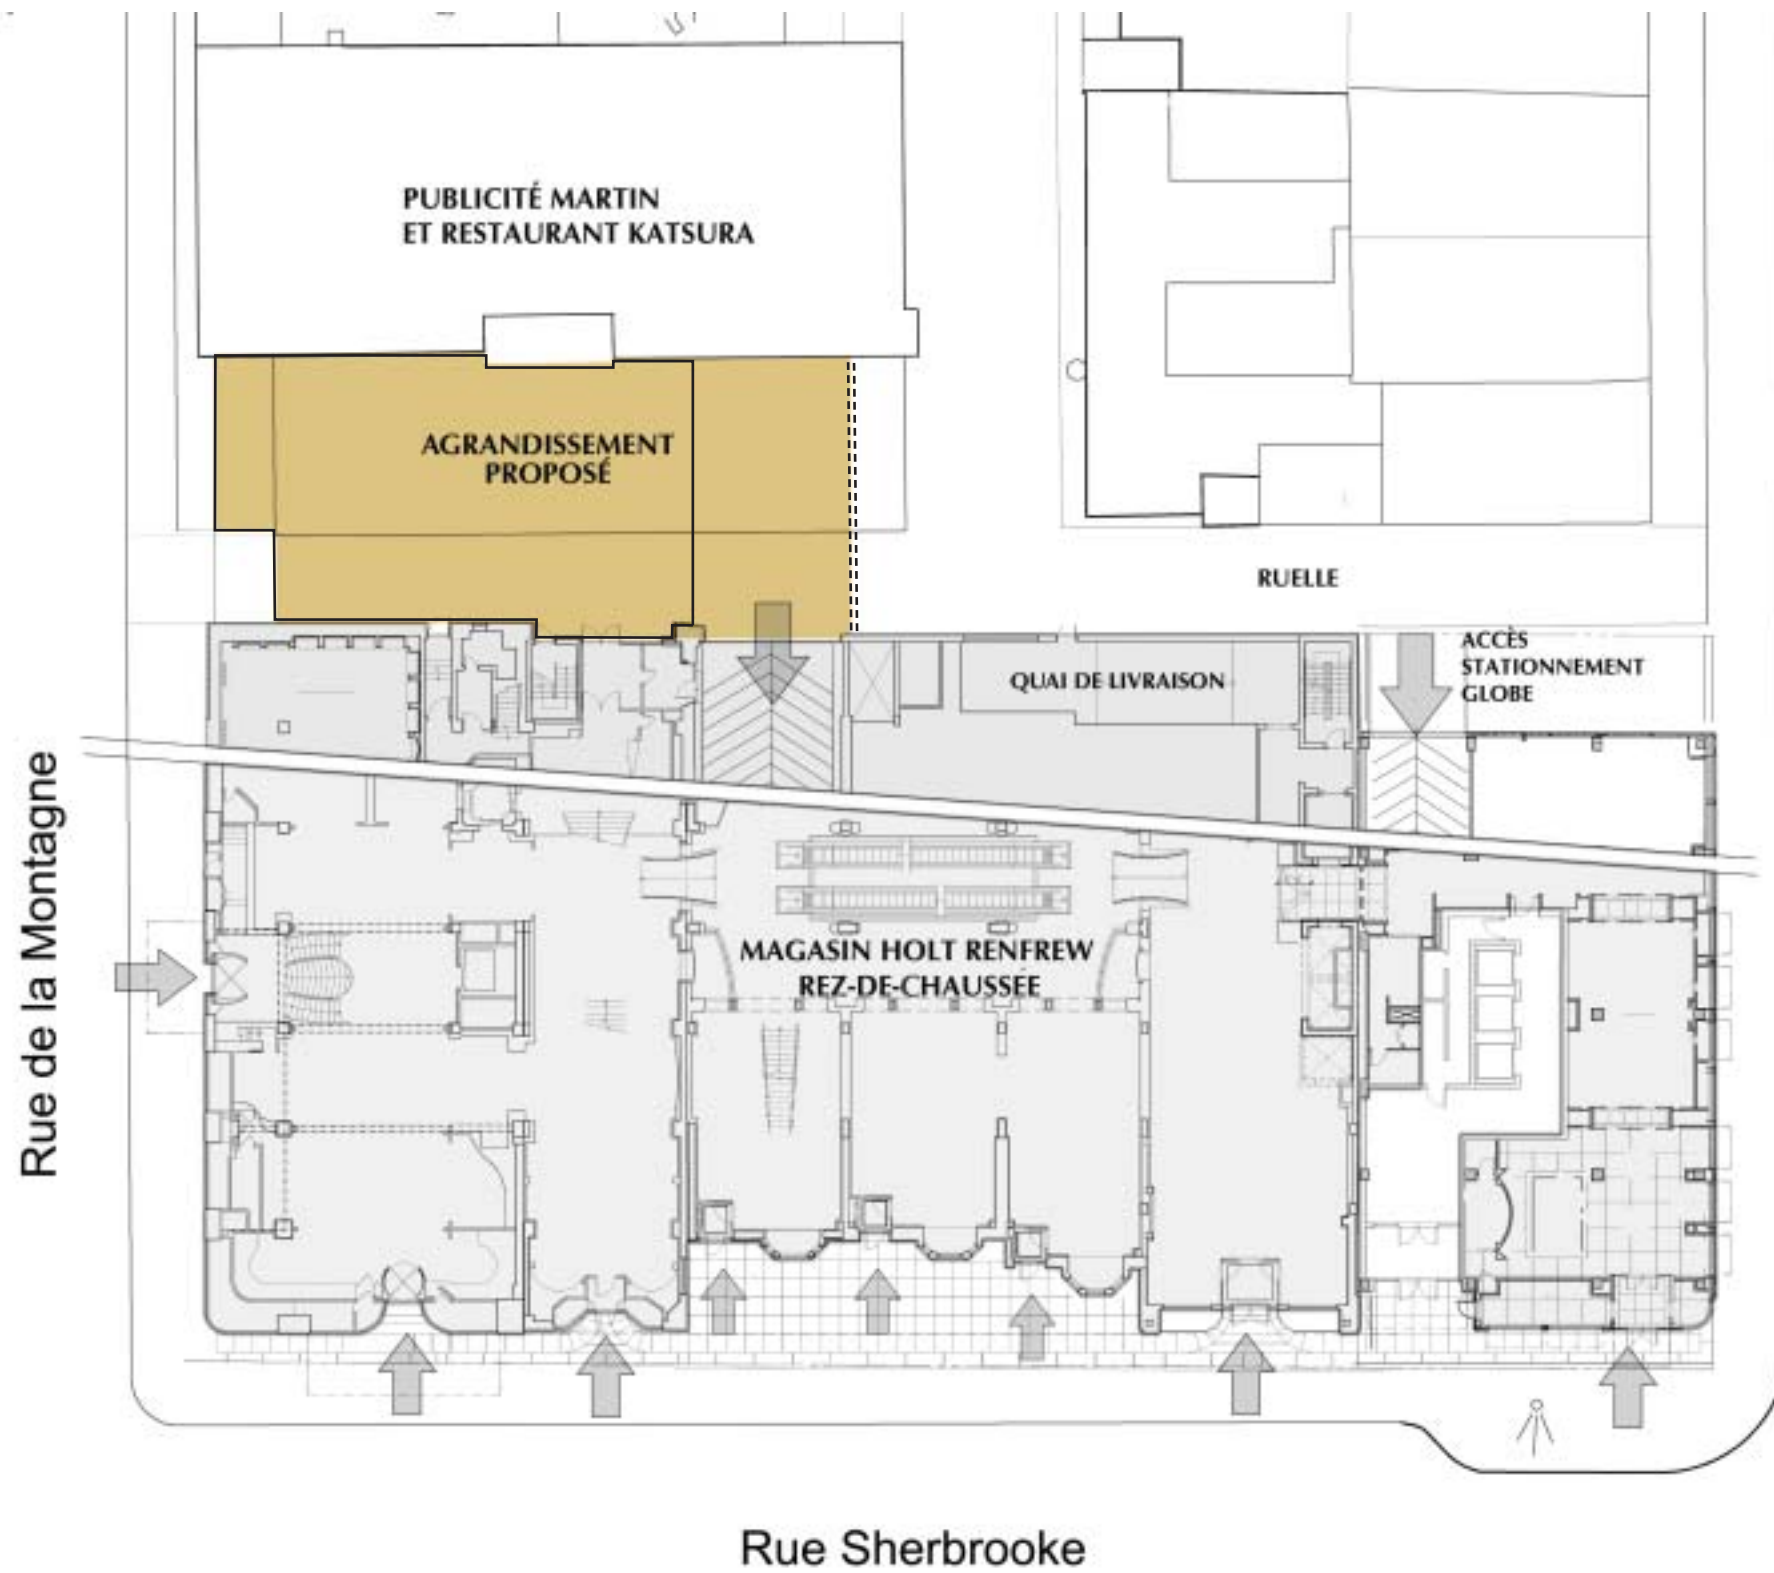 PUBLICITÉ MARTIN
ET RESTAURANT KATSURA
AGRANDISSEMENT
PROPOSÉ
RUELLE
ACCÈS
STATIONNEMENT
GLOBE
QUAI DE LIVRAISON
MAGASIN HOLT RENFREW
REZ-DE-CHAUSSÉE
Rue de la Montagne
Rue Sherbrooke